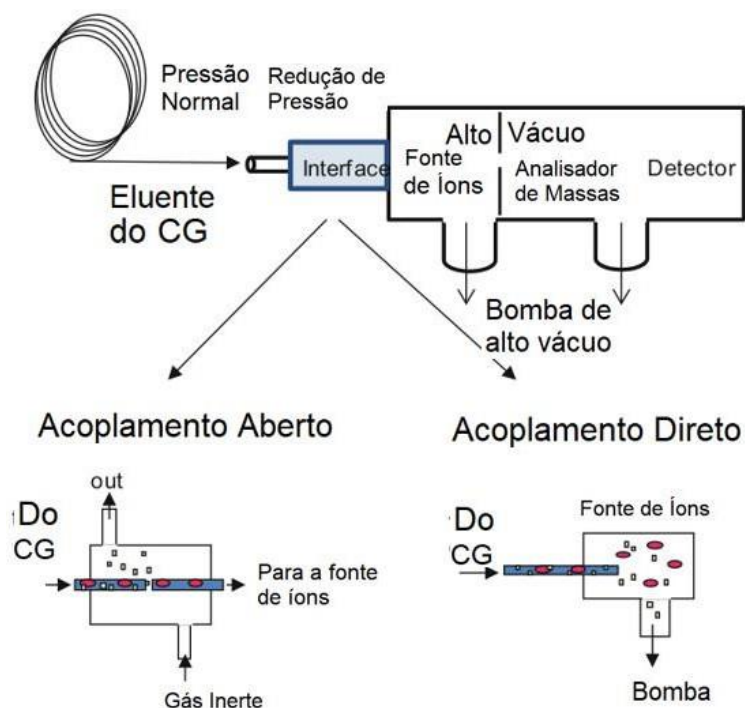 Pressão
Normal
Redução de
Pressão
Interface
Alto
Vácuo
Fonte
de Íons
Analisador
de Massas
Detector
Eluente
do CG
Bomba de
alto vácuo
Acoplamento Aberto
Acoplamento Direto
out
Do
CG
Para a fonte
de íons
Gás Inerte
Fonte de Íons
Do
CG
Bomba